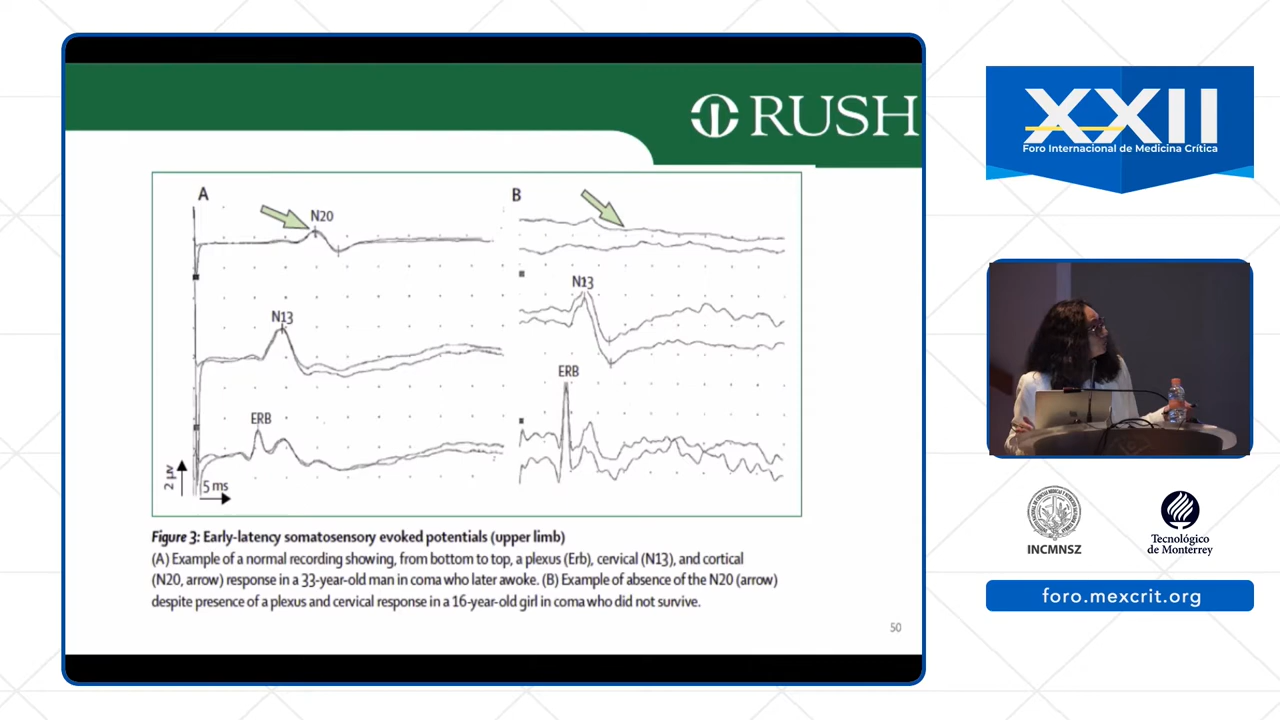 RUSH
XXII
Foro Internacional de Medicina Crítica
A
B
N20
N13
N13
ERB
ERB
2 μv
5 ms
Figure 3: Early-latency somatosensory evoked potentials (upper limb)
(A) Example of a normal recording showing, from bottom to top, a plexus (Erb), cervical (N13), and cortical
(N20, arrow) response in a 33-year-old man in coma who later awoke. (B) Example of absence of the N20 (arrow)
despite presence of a plexus and cervical response in a 16-year-old girl in coma who did not survive.
50
INCMNSZ
Tecnológico
de Monterrey
foro.mexcrit.org